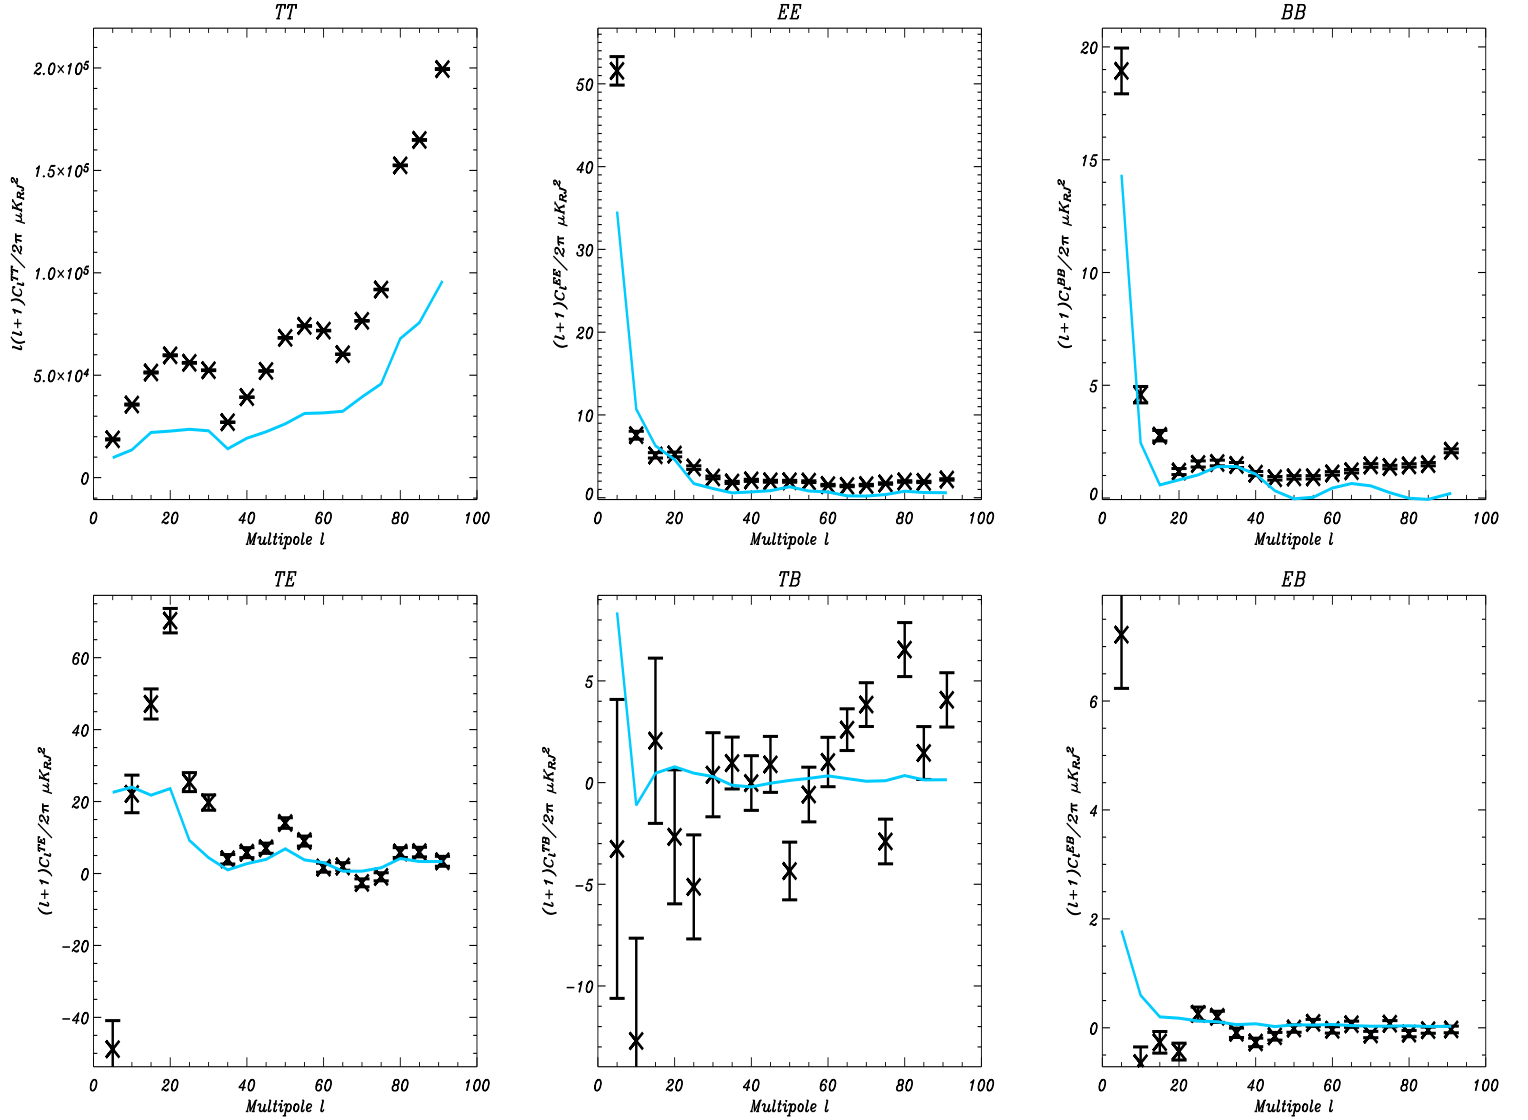 TT
l(l+1)C_l^TT/2π μK_RJ^2
2.0×10^5
1.5×10^5
1.0×10^5
5.0×10^4
0
0 20 40 60 80 100
Multipole l
EE
(l+1)C_l^EE/2π μK_RJ^2
50
40
30
20
10
0
0 20 40 60 80 100
Multipole l
BB
(l+1)C_l^BB/2π μK_RJ^2
20
15
10
5
0
0 20 40 60 80 100
Multipole l
TE
(l+1)C_l^TE/2π μK_RJ^2
60
40
20
0
-20
-40
0 20 40 60 80 100
Multipole l
TB
(l+1)C_l^TB/2π μK_RJ^2
5
0
-5
-10
0 20 40 60 80 100
Multipole l
EB
(l+1)C_l^EB/2π μK_RJ^2
6
4
2
0
0 20 40 60 80 100
Multipole l